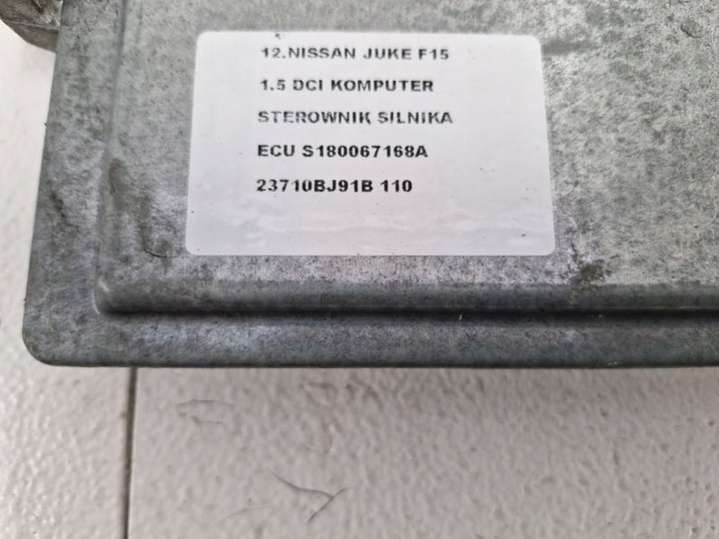 12.NISSAN JUKE F15
1.5 DCI KOMPUTER
STEROWNIK SILNIKA
ECU S180067168A
23710BJ91B 110